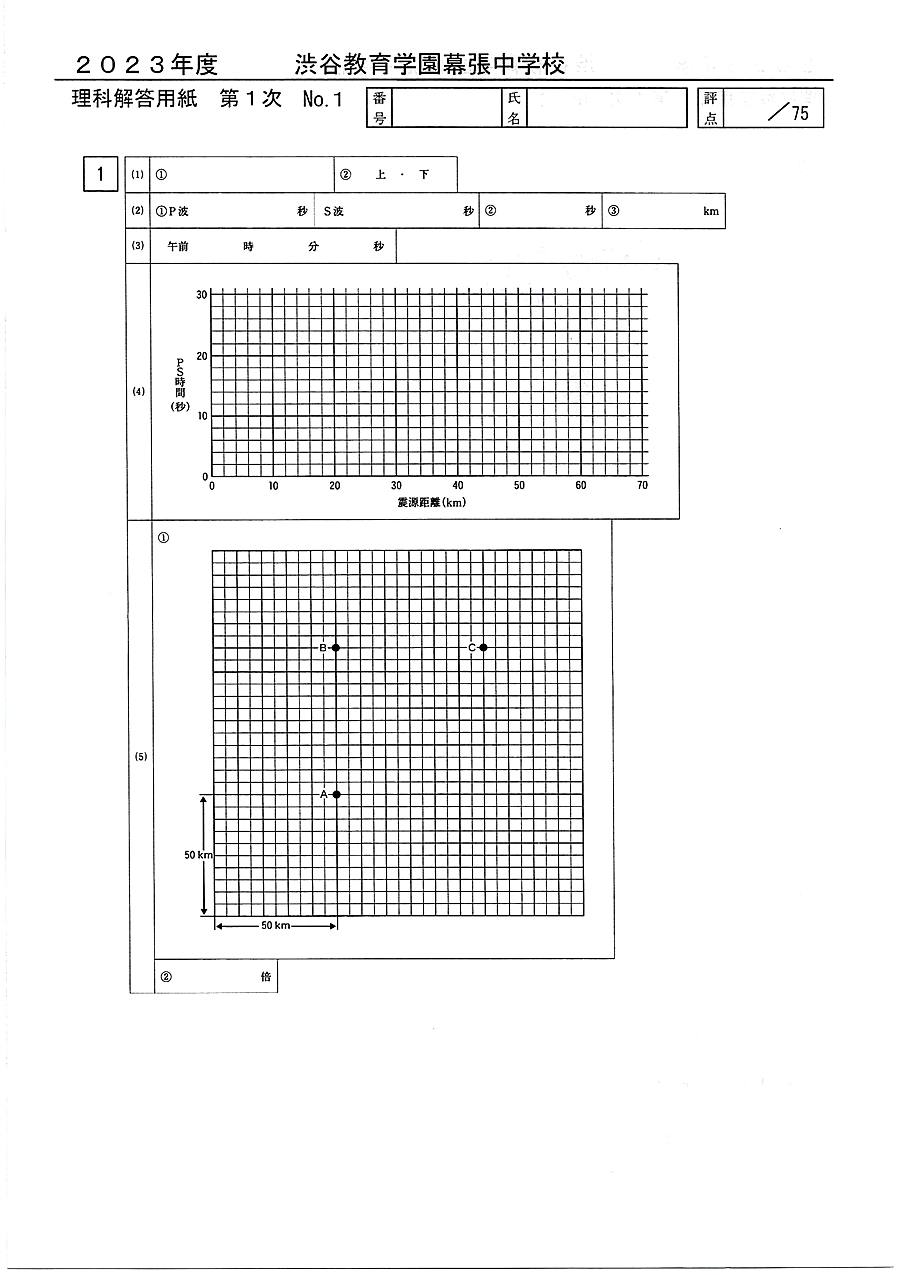 2023年度 渋谷教育学園幕張中学校
理科解答用紙 第1次 No.1 番号 氏名 評点 /75
1 (1) ① ② 上 ・ 下
(2) ①P波 秒 S波 秒 ② 秒 ③ km
(3) 午前 時 分 秒
(4)
PS時間(秒)
30
20
10
0
0 10 20 30 40 50 60 70
震源距離(km)
(5) ①
B C
A
50 km
50 km
② 倍